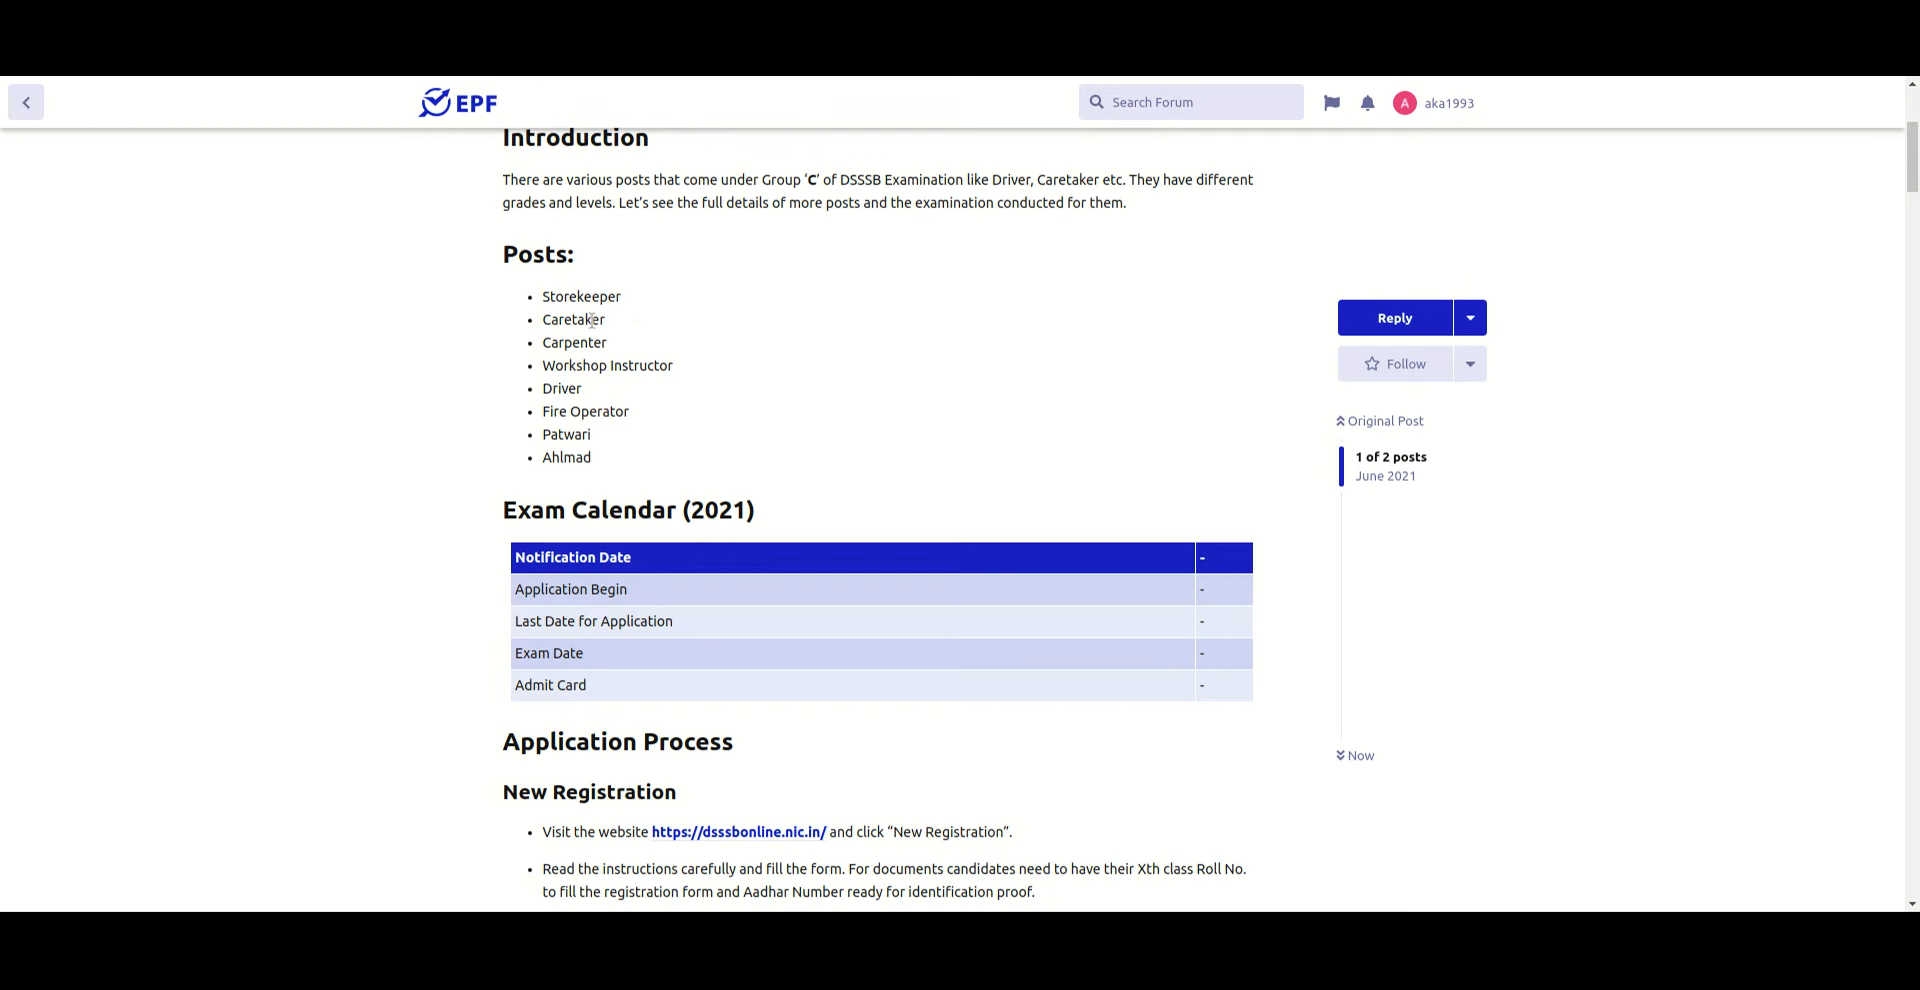 EPF
Search Forum
A
aka1993
Introduction
There are various posts that come under Group ‘C’ of DSSSB Examination like Driver, Caretaker etc. They have different
grades and levels. Let’s see the full details of more posts and the examination conducted for them.
Posts:
• Storekeeper
• Caretaker
• Carpenter
• Workshop Instructor
• Driver
• Fire Operator
• Patwari
• Ahlmad
Reply
Follow
Original Post
1 of 2 posts
June 2021
Now
Exam Calendar (2021)
Notification Date -
Application Begin -
Last Date for Application -
Exam Date -
Admit Card -
Application Process
New Registration
• Visit the website https://dsssbonline.nic.in/ and click “New Registration”.
• Read the instructions carefully and fill the form. For documents candidates need to have their Xth class Roll No.
to fill the registration form and Aadhar Number ready for identification proof.